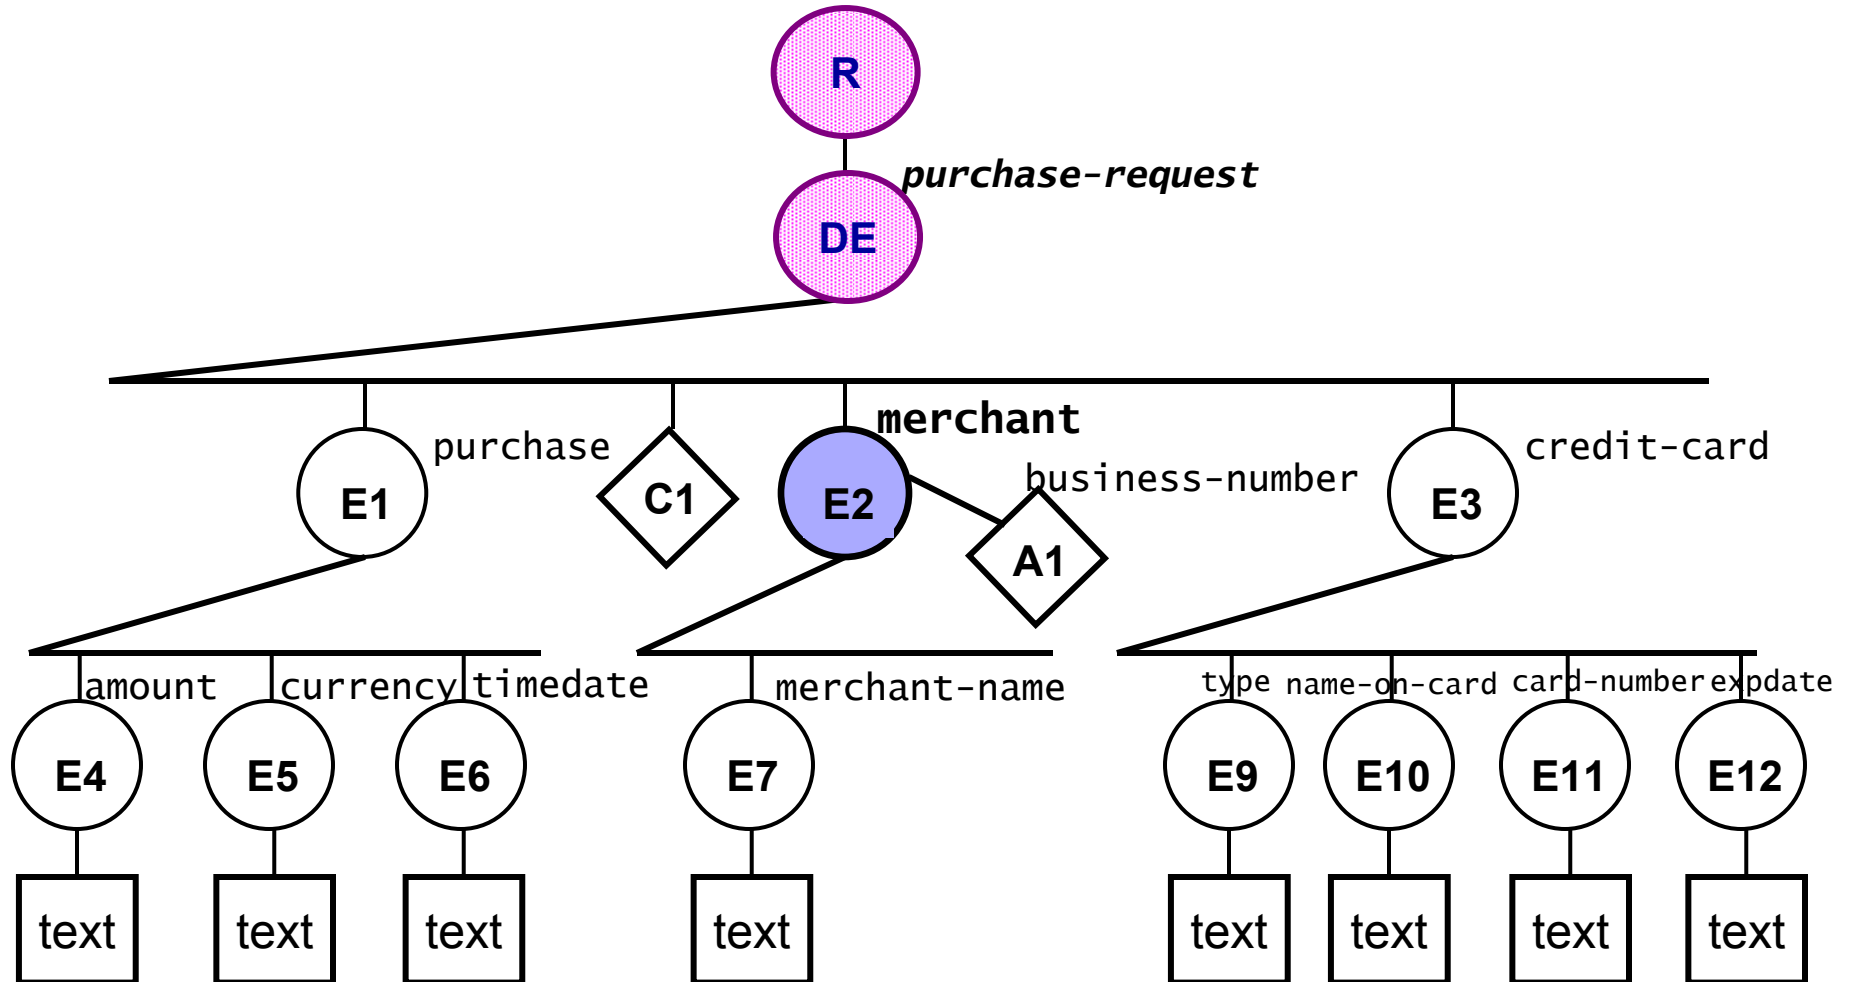 R
purchase-request
DE
merchant
purchase
credit-card
business-number
E1
C1
E2
E3
A1
amount
currency
timedate
merchant-name
type
name-on-card
card-number
expdate
E4
E5
E6
E7
E9
E10
E11
E12
text
text
text
text
text
text
text
text